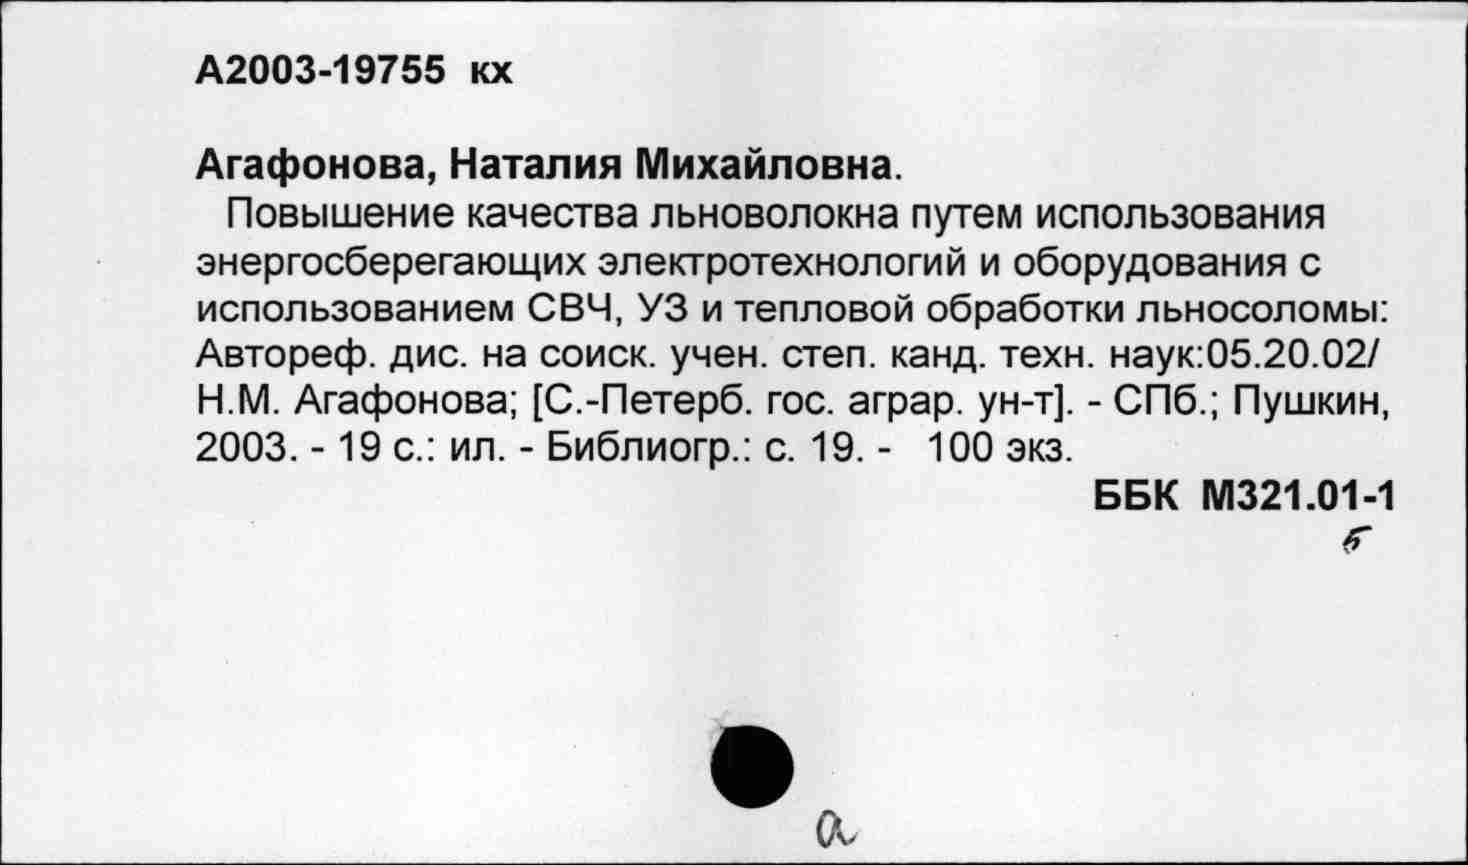 А2003-19755 кх
Агафонова, Наталия Михайловна.
Повышение качества льноволокна путем использования
энергосберегающих электротехнологий и оборудования с
использованием СВЧ, УЗ и тепловой обработки льносоломы:
Автореф. дис. на соиск. учен. степ. канд. техн. наук:05.20.02/
Н.М. Агафонова; [С.-Петерб. гос. аграр. ун-т]. - СПб.; Пушкин,
2003. - 19 с.: ил. - Библиогр.: с. 19. - 100 экз.
ББК М321.01-1
а